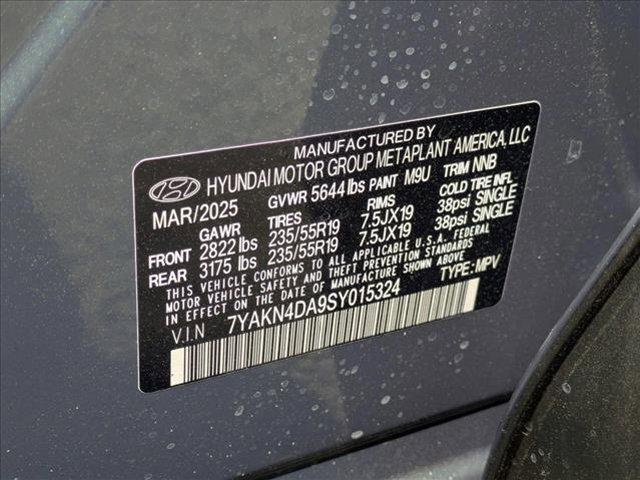 MANUFACTURED BY
HYUNDAI MOTOR GROUP METAPLANT AMERICA, LLC
MAR/2025 GVWR 5644 lbs PAINT M9U TRIM NNB
GAWR TIRES RIMS COLD TIRE INFL
FRONT 2822 lbs 235/55R19 7.5JX19 38psi SINGLE
REAR 3175 lbs 235/55R19 7.5JX19 38psi SINGLE
THIS VEHICLE CONFORMS TO ALL APPLICABLE U.S.A. FEDERAL
MOTOR VEHICLE SAFETY AND THEFT PREVENTION STANDARDS
IN EFFECT ON THE DATE OF MANUFACTURE SHOWN ABOVE
V.I.N 7YAKN4DA9SY015324 TYPE: MPV